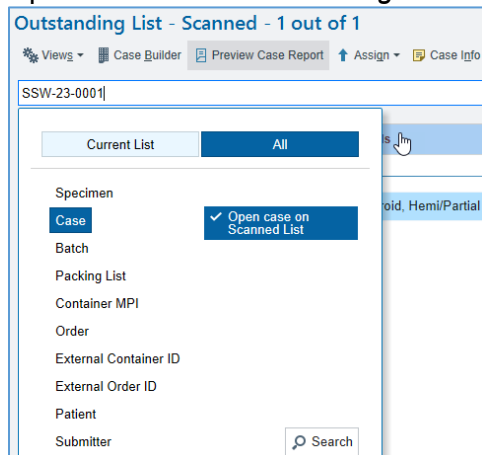 Outstanding List - Scanned - 1 out of 1
Views Case Builder Preview Case Report Assign Case Info
SSW-23-0001
Current List All
Specimen
Case
Open case on
Scanned List
Batch
roid, Hemi/Partial
Packing List
Container MPI
Order
External Container ID
External Order ID
Patient
Submitter Search